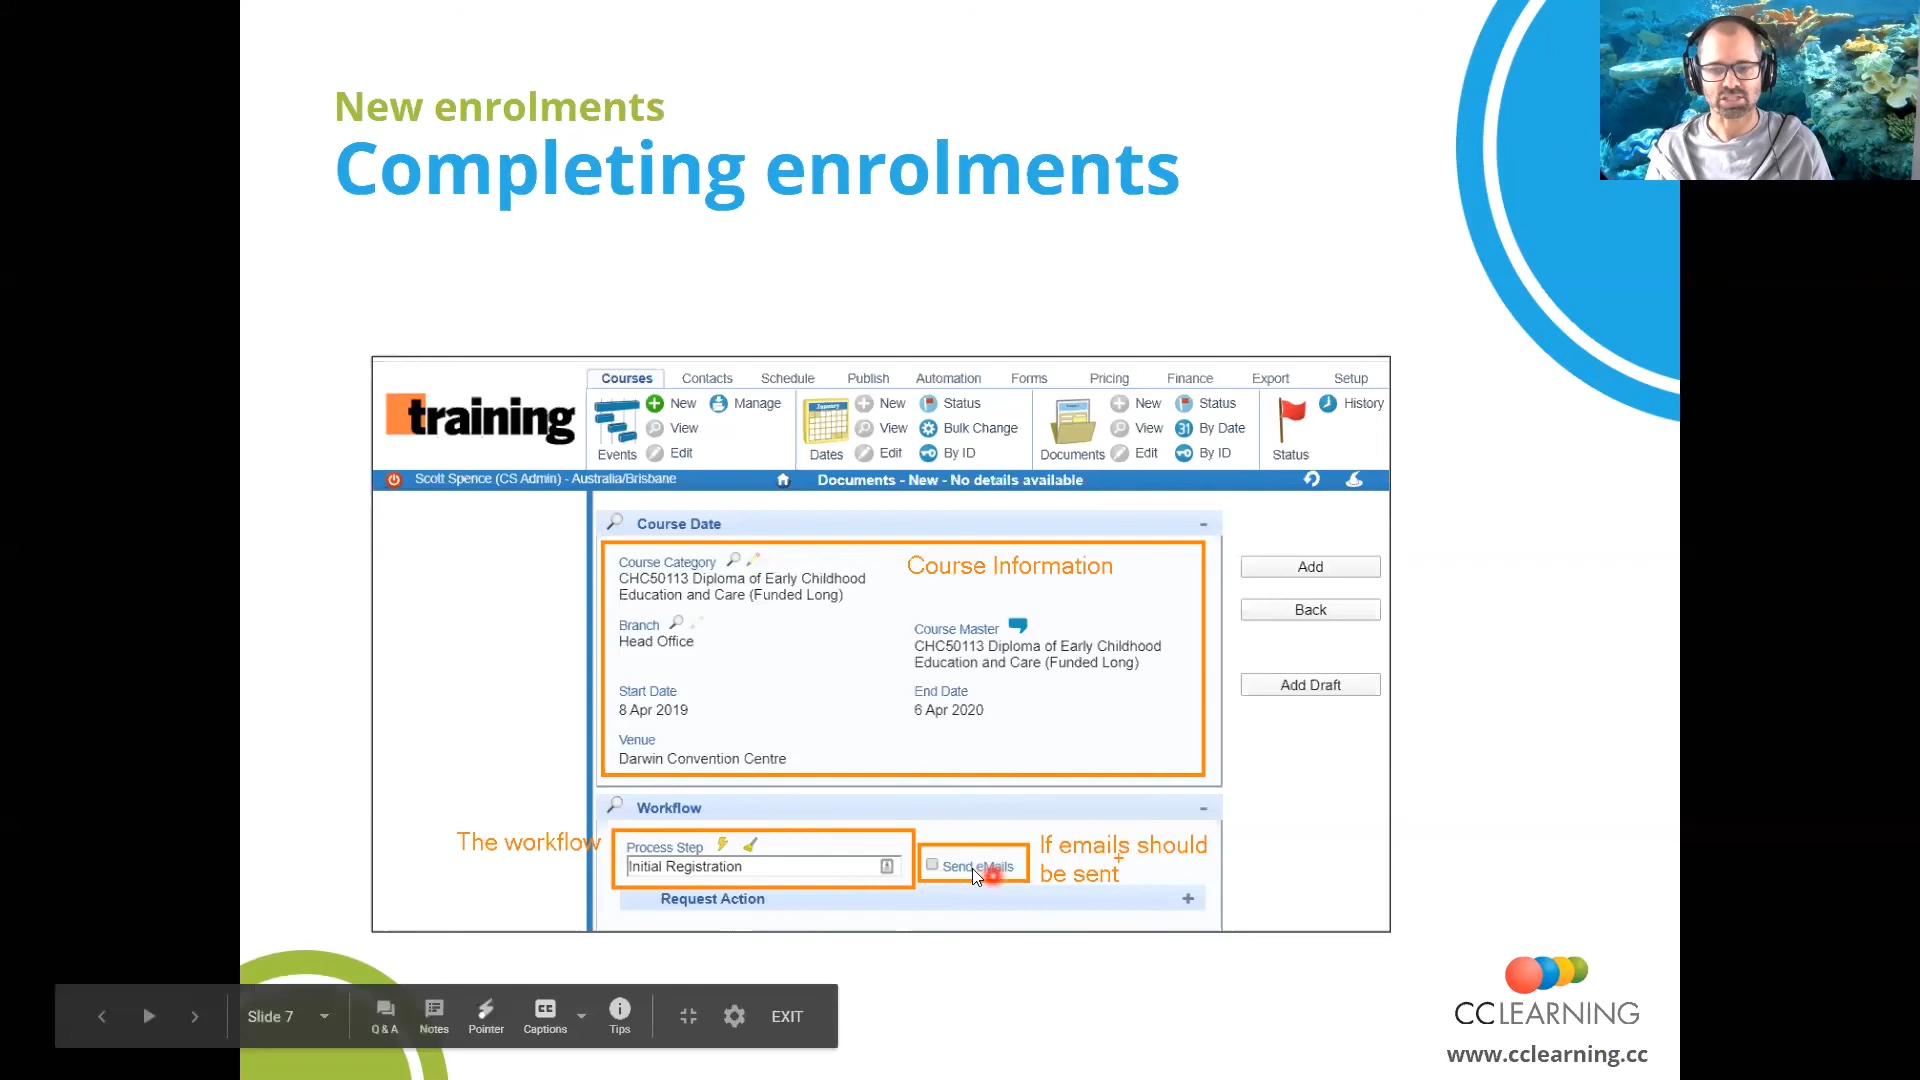 New enrolments
Completing enrolments
training
Courses Contacts Schedule Publish Automation Forms Pricing Finance Export Setup
New Manage
View
Edit
Events
New Status
View Bulk Change
Edit By ID
Dates
New Status
View By Date
Edit By ID
Documents
History
Status
Scott Spence (CS Admin) - Australia/Brisbane
Documents - New - No details available
Course Date
Course Information
Course Category
CHC50113 Diploma of Early Childhood
Education and Care (Funded Long)
Branch
Head Office
Course Master
CHC50113 Diploma of Early Childhood
Education and Care (Funded Long)
Start Date
8 Apr 2019
End Date
6 Apr 2020
Venue
Darwin Convention Centre
Add
Back
Add Draft
Workflow
The workflow
Process Step
Initial Registration
Send eMails
If emails should
be sent
Request Action
Slide 7
Q & A
Notes
Pointer
CC
Captions
Tips
EXIT
CCLEARNING
www.cclearning.cc